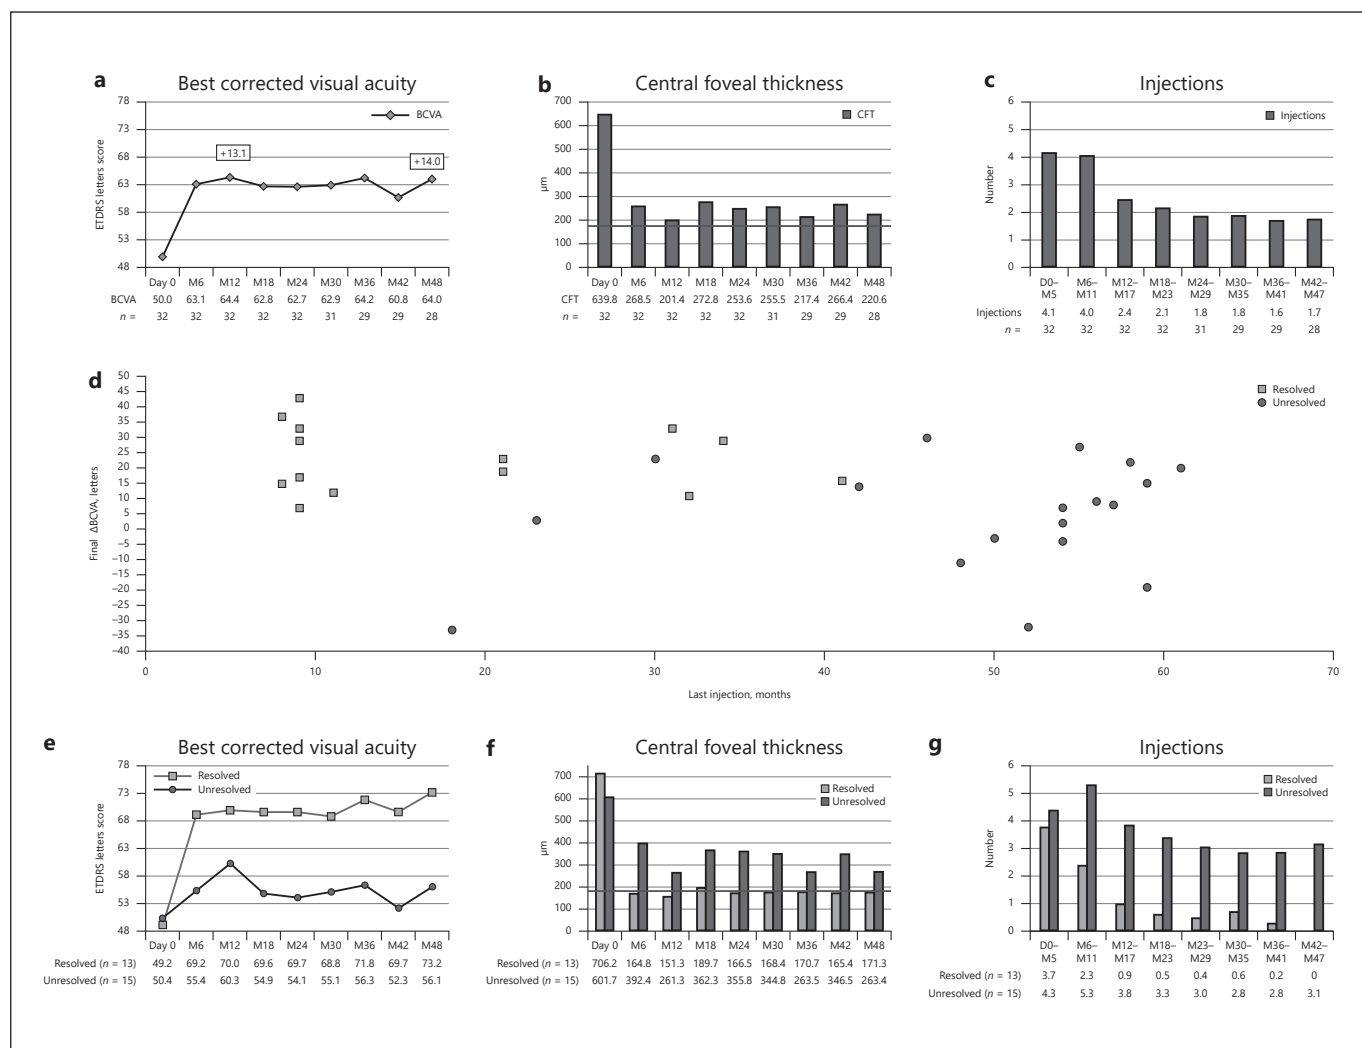 a Best corrected visual acuity
78
73
68
63
58
53
48
ETDRS letters score
BCVA
+13.1
+14.0
Day 0 M6 M12 M18 M24 M30 M36 M42 M48
BCVA 50.0 63.1 64.4 62.8 62.7 62.9 64.2 60.8 64.0
n = 32 32 32 32 32 31 29 29 28
b Central foveal thickness
700
600
500
400
300
200
100
0
µm
CFT
Day 0 M6 M12 M18 M24 M30 M36 M42 M48
CFT 639.8 268.5 201.4 272.8 253.6 255.5 217.4 266.4 220.6
n = 32 32 32 32 32 31 29 29 28
c Injections
6
5
4
3
2
1
0
Number
Injections
D0– M6– M12– M18– M24– M30– M36– M42–
M5 M11 M17 M23 M29 M35 M41 M47
Injections 4.1 4.0 2.4 2.1 1.8 1.8 1.6 1.7
n = 32 32 32 32 31 29 29 28
d
50
45
40
35
30
25
20
15
10
5
0
–5
–10
–15
–20
–25
–30
–35
–40
Final ΔBCVA, letters
Resolved
Unresolved
0 10 20 30 40 50 60 70
Last injection, months
e Best corrected visual acuity
78
73
68
63
58
53
48
ETDRS letters score
Resolved
Unresolved
Day 0 M6 M12 M18 M24 M30 M36 M42 M48
Resolved (n = 13) 49.2 69.2 70.0 69.6 69.7 68.8 71.8 69.7 73.2
Unresolved (n = 15) 50.4 55.4 60.3 54.9 54.1 55.1 56.3 52.3 56.1
f Central foveal thickness
700
600
500
400
300
200
100
0
µm
Resolved
Unresolved
Day 0 M6 M12 M18 M24 M30 M36 M42 M48
Resolved (n = 13) 706.2 164.8 151.3 189.7 166.5 168.4 170.7 165.4 171.3
Unresolved (n = 15) 601.7 392.4 261.3 362.3 355.8 344.8 263.5 346.5 263.4
g Injections
6
5
4
3
2
1
0
Number
Resolved
Unresolved
D0– M6– M12– M18– M23– M30– M36– M42–
M5 M11 M17 M23 M29 M35 M41 M47
Resolved (n = 13) 3.7 2.3 0.9 0.5 0.4 0.6 0.2 0
Unresolved (n = 15) 4.3 5.3 3.8 3.3 3.0 2.8 2.8 3.1